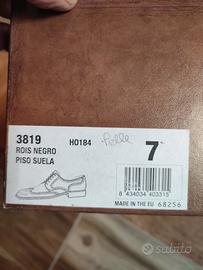 3819 H0184 Pelle 7
ROIS NEGRO
PISO SUELA
8 434034 403315
MADE IN THE EU 68256
subito